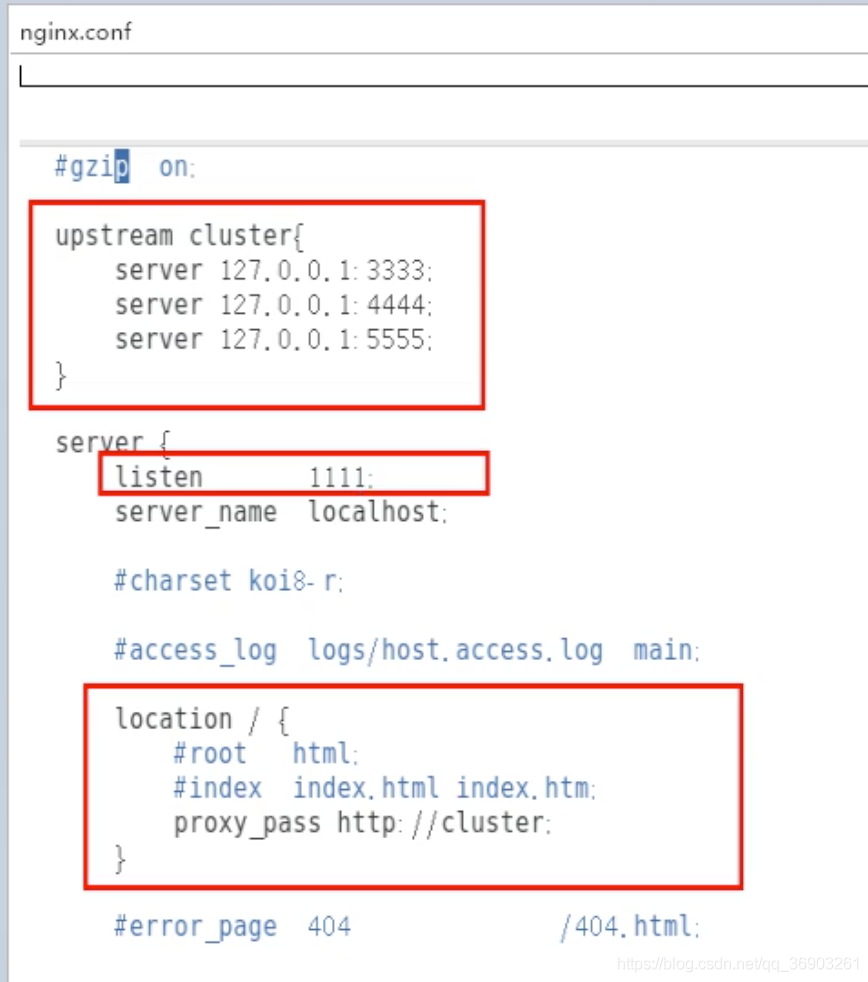 nginx.conf
#gzip  on;
upstream cluster{
    server 127.0.0.1:3333;
    server 127.0.0.1:4444;
    server 127.0.0.1:5555;
}
server {
    listen       1111;
    server_name  localhost;
    #charset koi8-r;
    #access_log  logs/host.access.log  main;
    location / {
        #root   html;
        #index  index.html index.htm;
        proxy_pass http://cluster;
    }
    #error_page  404              /404.html;
https://blog.csdn.net/qq_36903261